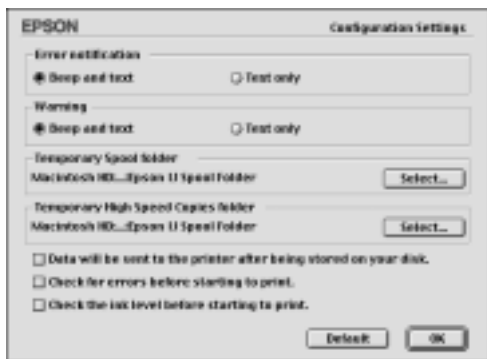 EPSON Configuration Settings
Error notification
Beep and text Text only
Warning
Beep and text Text only
Temporary Spool folder
Macintosh HD:...:Epson IJ Spool Folder Select...
Temporary High Speed Copies folder
Macintosh HD:...:Epson IJ Spool Folder Select...
Data will be sent to the printer after being stored on your disk.
Check for errors before starting to print.
Check the ink level before starting to print.
Default OK